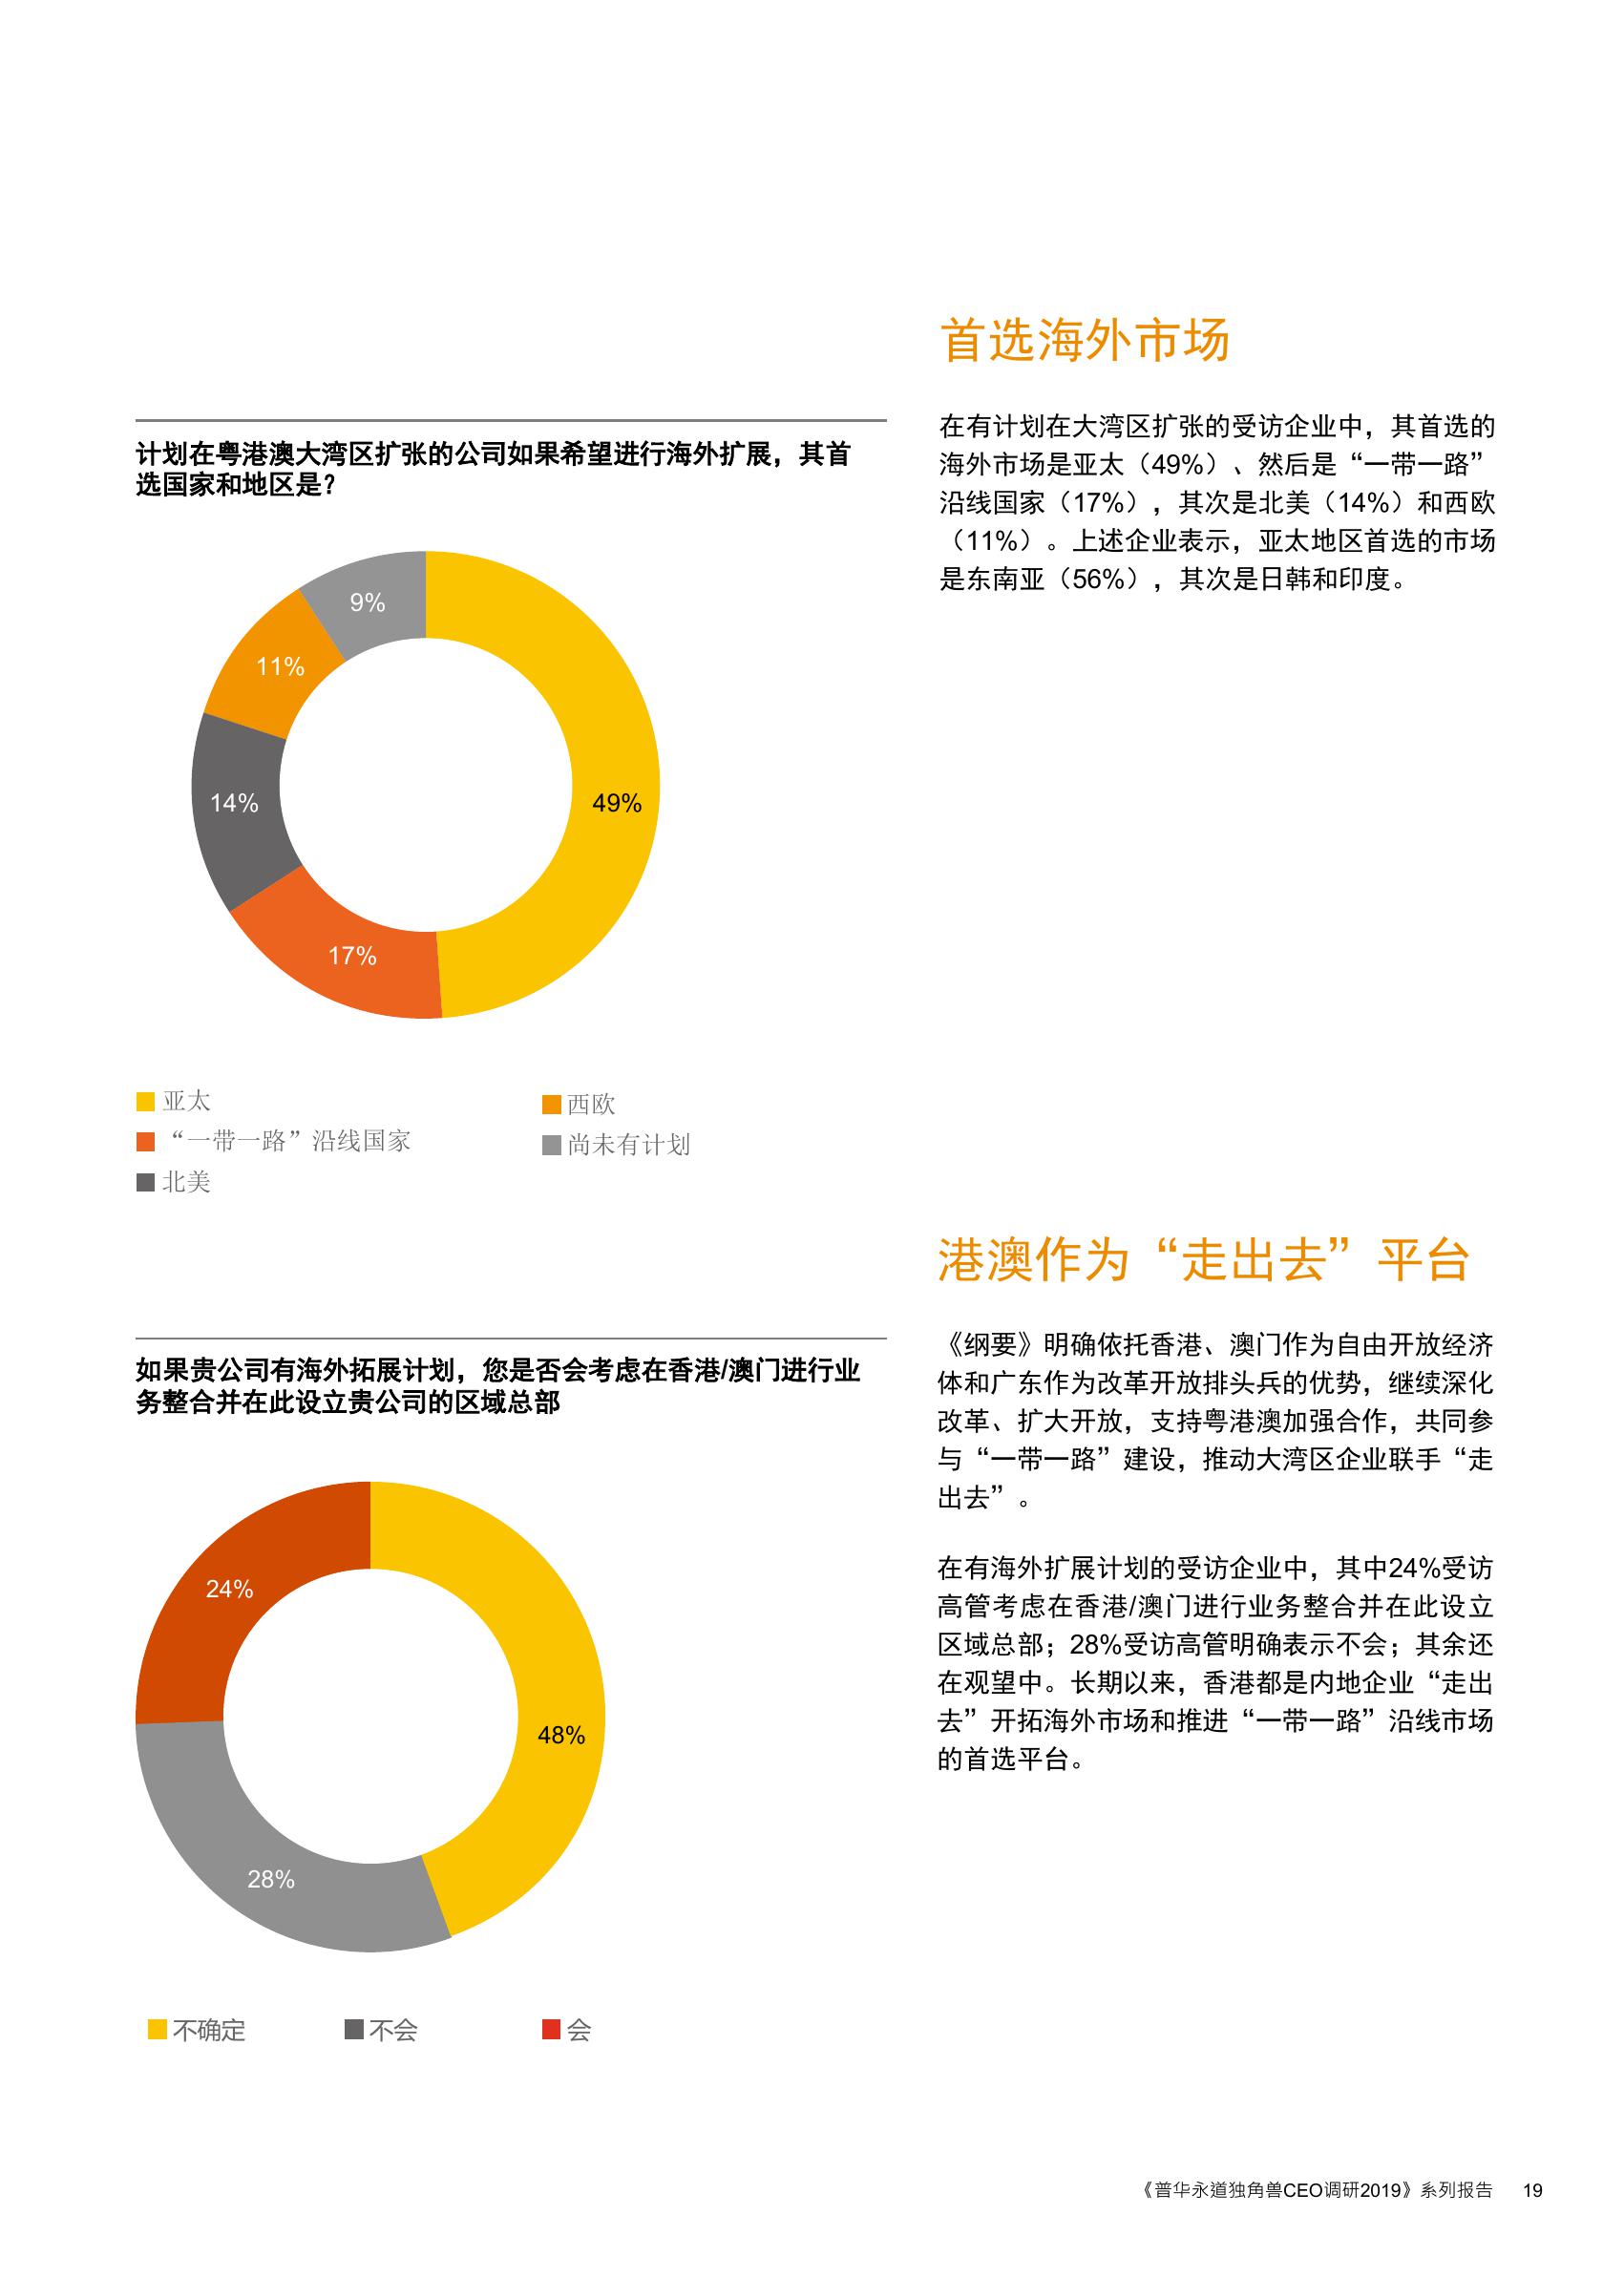 首选海外市场
在有计划在大湾区扩张的受访企业中，其首选的
海外市场是亚太（49%）、然后是“一带一路”
沿线国家（17%），其次是北美（14%）和西欧
（11%）。上述企业表示，亚太地区首选的市场
是东南亚（56%），其次是日韩和印度。
计划在粤港澳大湾区扩张的公司如果希望进行海外扩展，其首
选国家和地区是？
9%
11%
14%
49%
17%
亚太
“一带一路”沿线国家
北美
西欧
尚未有计划
港澳作为“走出去”平台
《纲要》明确依托香港、澳门作为自由开放经济
体和广东作为改革开放排头兵的优势，继续深化
改革、扩大开放，支持粤港澳加强合作，共同参
与“一带一路”建设，推动大湾区企业联手“走
出去”。
在有海外扩展计划的受访企业中，其中24%受访
高管考虑在香港/澳门进行业务整合并在此设立
区域总部；28%受访高管明确表示不会；其余还
在观望中。长期以来，香港都是内地企业“走出
去”开拓海外市场和推进“一带一路”沿线市场
的首选平台。
如果贵公司有海外拓展计划，您是否会考虑在香港/澳门进行业
务整合并在此设立贵公司的区域总部
24%
48%
28%
不确定
不会
会
《普华永道独角兽CEO调研2019》系列报告 19